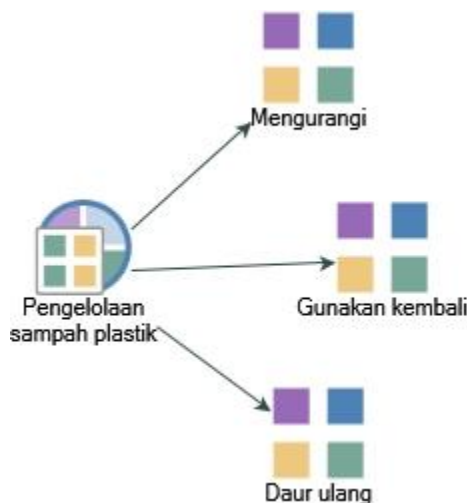 Mengurangi
Gunakan kembali
Pengelolaan
sampah plastik
Daur ulang